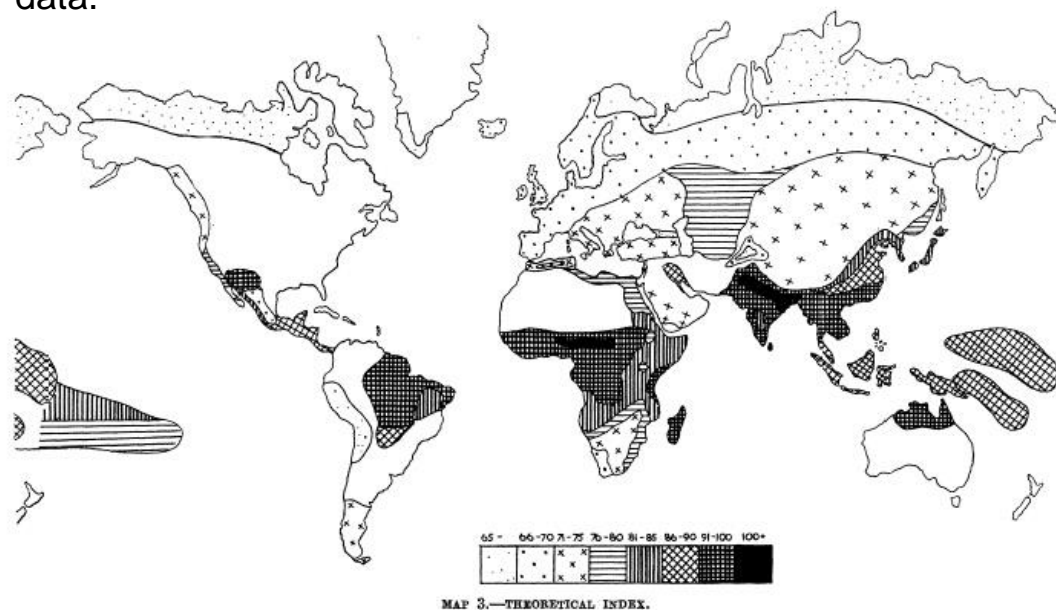 data.
65- 66-70 71-75 76-80 81-85 86-90 91-100 100+
MAP 3.—THEORETICAL INDEX.